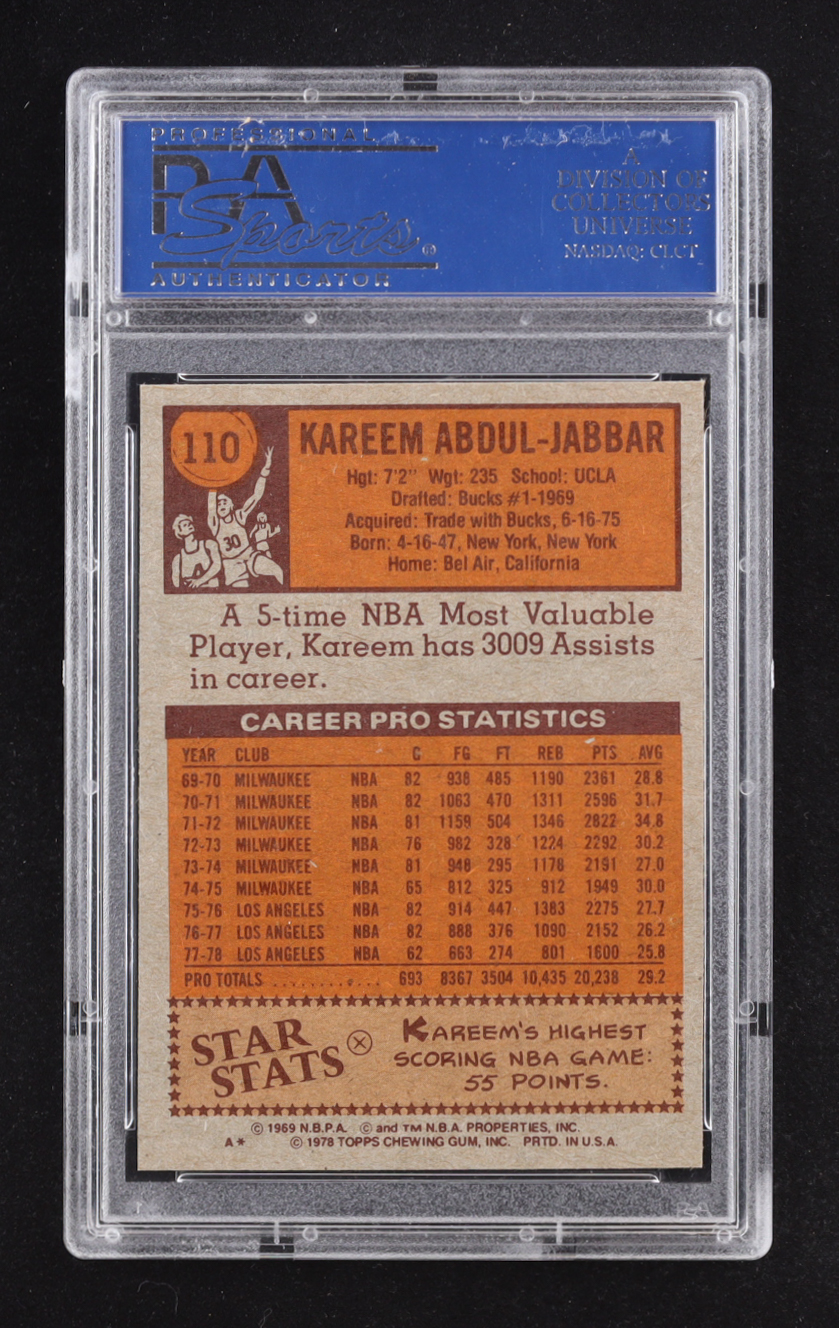 PROFESSIONAL
PSA
Sports®
AUTHENTICATOR
A
DIVISION OF
COLLECTORS
UNIVERSE
NASDAQ: CLCT
110
30
KAREEM ABDUL-JABBAR
Hgt: 7'2" Wgt: 235 School: UCLA
Drafted: Bucks #1-1969
Acquired: Trade with Bucks, 6-16-75
Born: 4-16-47, New York, New York
Home: Bel Air, California
A 5-time NBA Most Valuable
Player, Kareem has 3009 Assists
in career.
CAREER PRO STATISTICS
YEAR CLUB G FG FT REB PTS AVG
69-70 MILWAUKEE NBA 82 938 485 1190 2361 28.8
70-71 MILWAUKEE NBA 82 1063 470 1311 2596 31.7
71-72 MILWAUKEE NBA 81 1159 504 1346 2822 34.8
72-73 MILWAUKEE NBA 76 982 328 1224 2292 30.2
73-74 MILWAUKEE NBA 81 948 295 1178 2191 27.0
74-75 MILWAUKEE NBA 65 812 325 912 1949 30.0
75-76 LOS ANGELES NBA 82 914 447 1383 2275 27.7
76-77 LOS ANGELES NBA 82 888 376 1090 2152 26.2
77-78 LOS ANGELES NBA 62 663 274 801 1600 25.8
PRO TOTALS .......... 693 8367 3504 10,435 20,238 29.2
STAR
STATS
KAREEM'S HIGHEST
SCORING NBA GAME:
55 POINTS.
© 1969 N.B.P.A. © and TM N.B.A. PROPERTIES, INC.
A* © 1978 TOPPS CHEWING GUM, INC. PRTD. IN U.S.A.
PSA